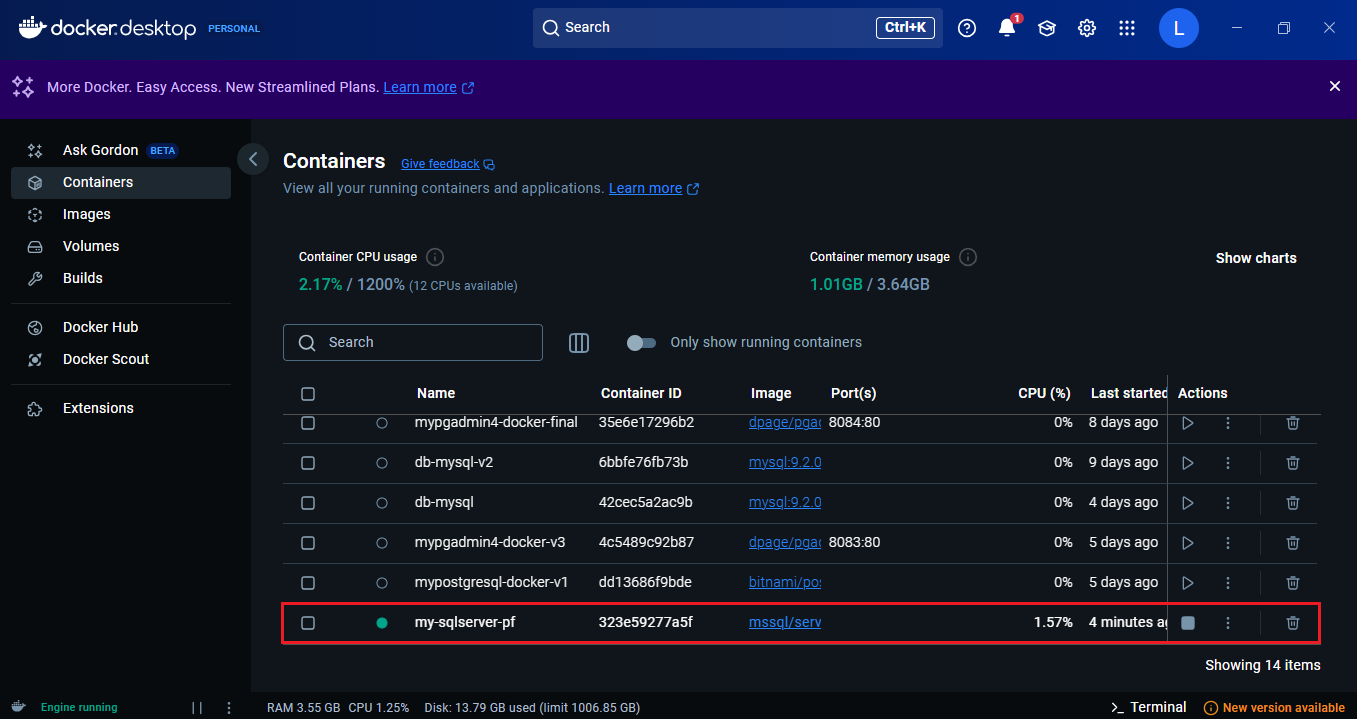 docker.desktop PERSONAL
Search Ctrl+K
1
L
More Docker. Easy Access. New Streamlined Plans. Learn more
Ask Gordon BETA
Containers
Images
Volumes
Builds
Docker Hub
Docker Scout
Extensions
Containers Give feedback
View all your running containers and applications. Learn more
Container CPU usage
2.17% / 1200% (12 CPUs available)
Container memory usage
1.01GB / 3.64GB
Show charts
Search
Only show running containers
Name Container ID Image Port(s) CPU (%) Last started Actions
mypgadmin4-docker-final 35e6e17296b2 dpage/pgac 8084:80 0% 8 days ago
db-mysql-v2 6bbfe76fb73b mysql:9.2.0 0% 9 days ago
db-mysql 42cec5a2ac9b mysql:9.2.0 0% 4 days ago
mypgadmin4-docker-v3 4c5489c92b87 dpage/pgac 8083:80 0% 5 days ago
mypostgresql-docker-v1 dd13686f9bde bitnami/pos 0% 5 days ago
my-sqlserver-pf 323e59277a5f mssql/serv 1.57% 4 minutes ag
Showing 14 items
Engine running
RAM 3.55 GB CPU 1.25% Disk: 13.79 GB used (limit 1006.85 GB)
>_ Terminal
New version available